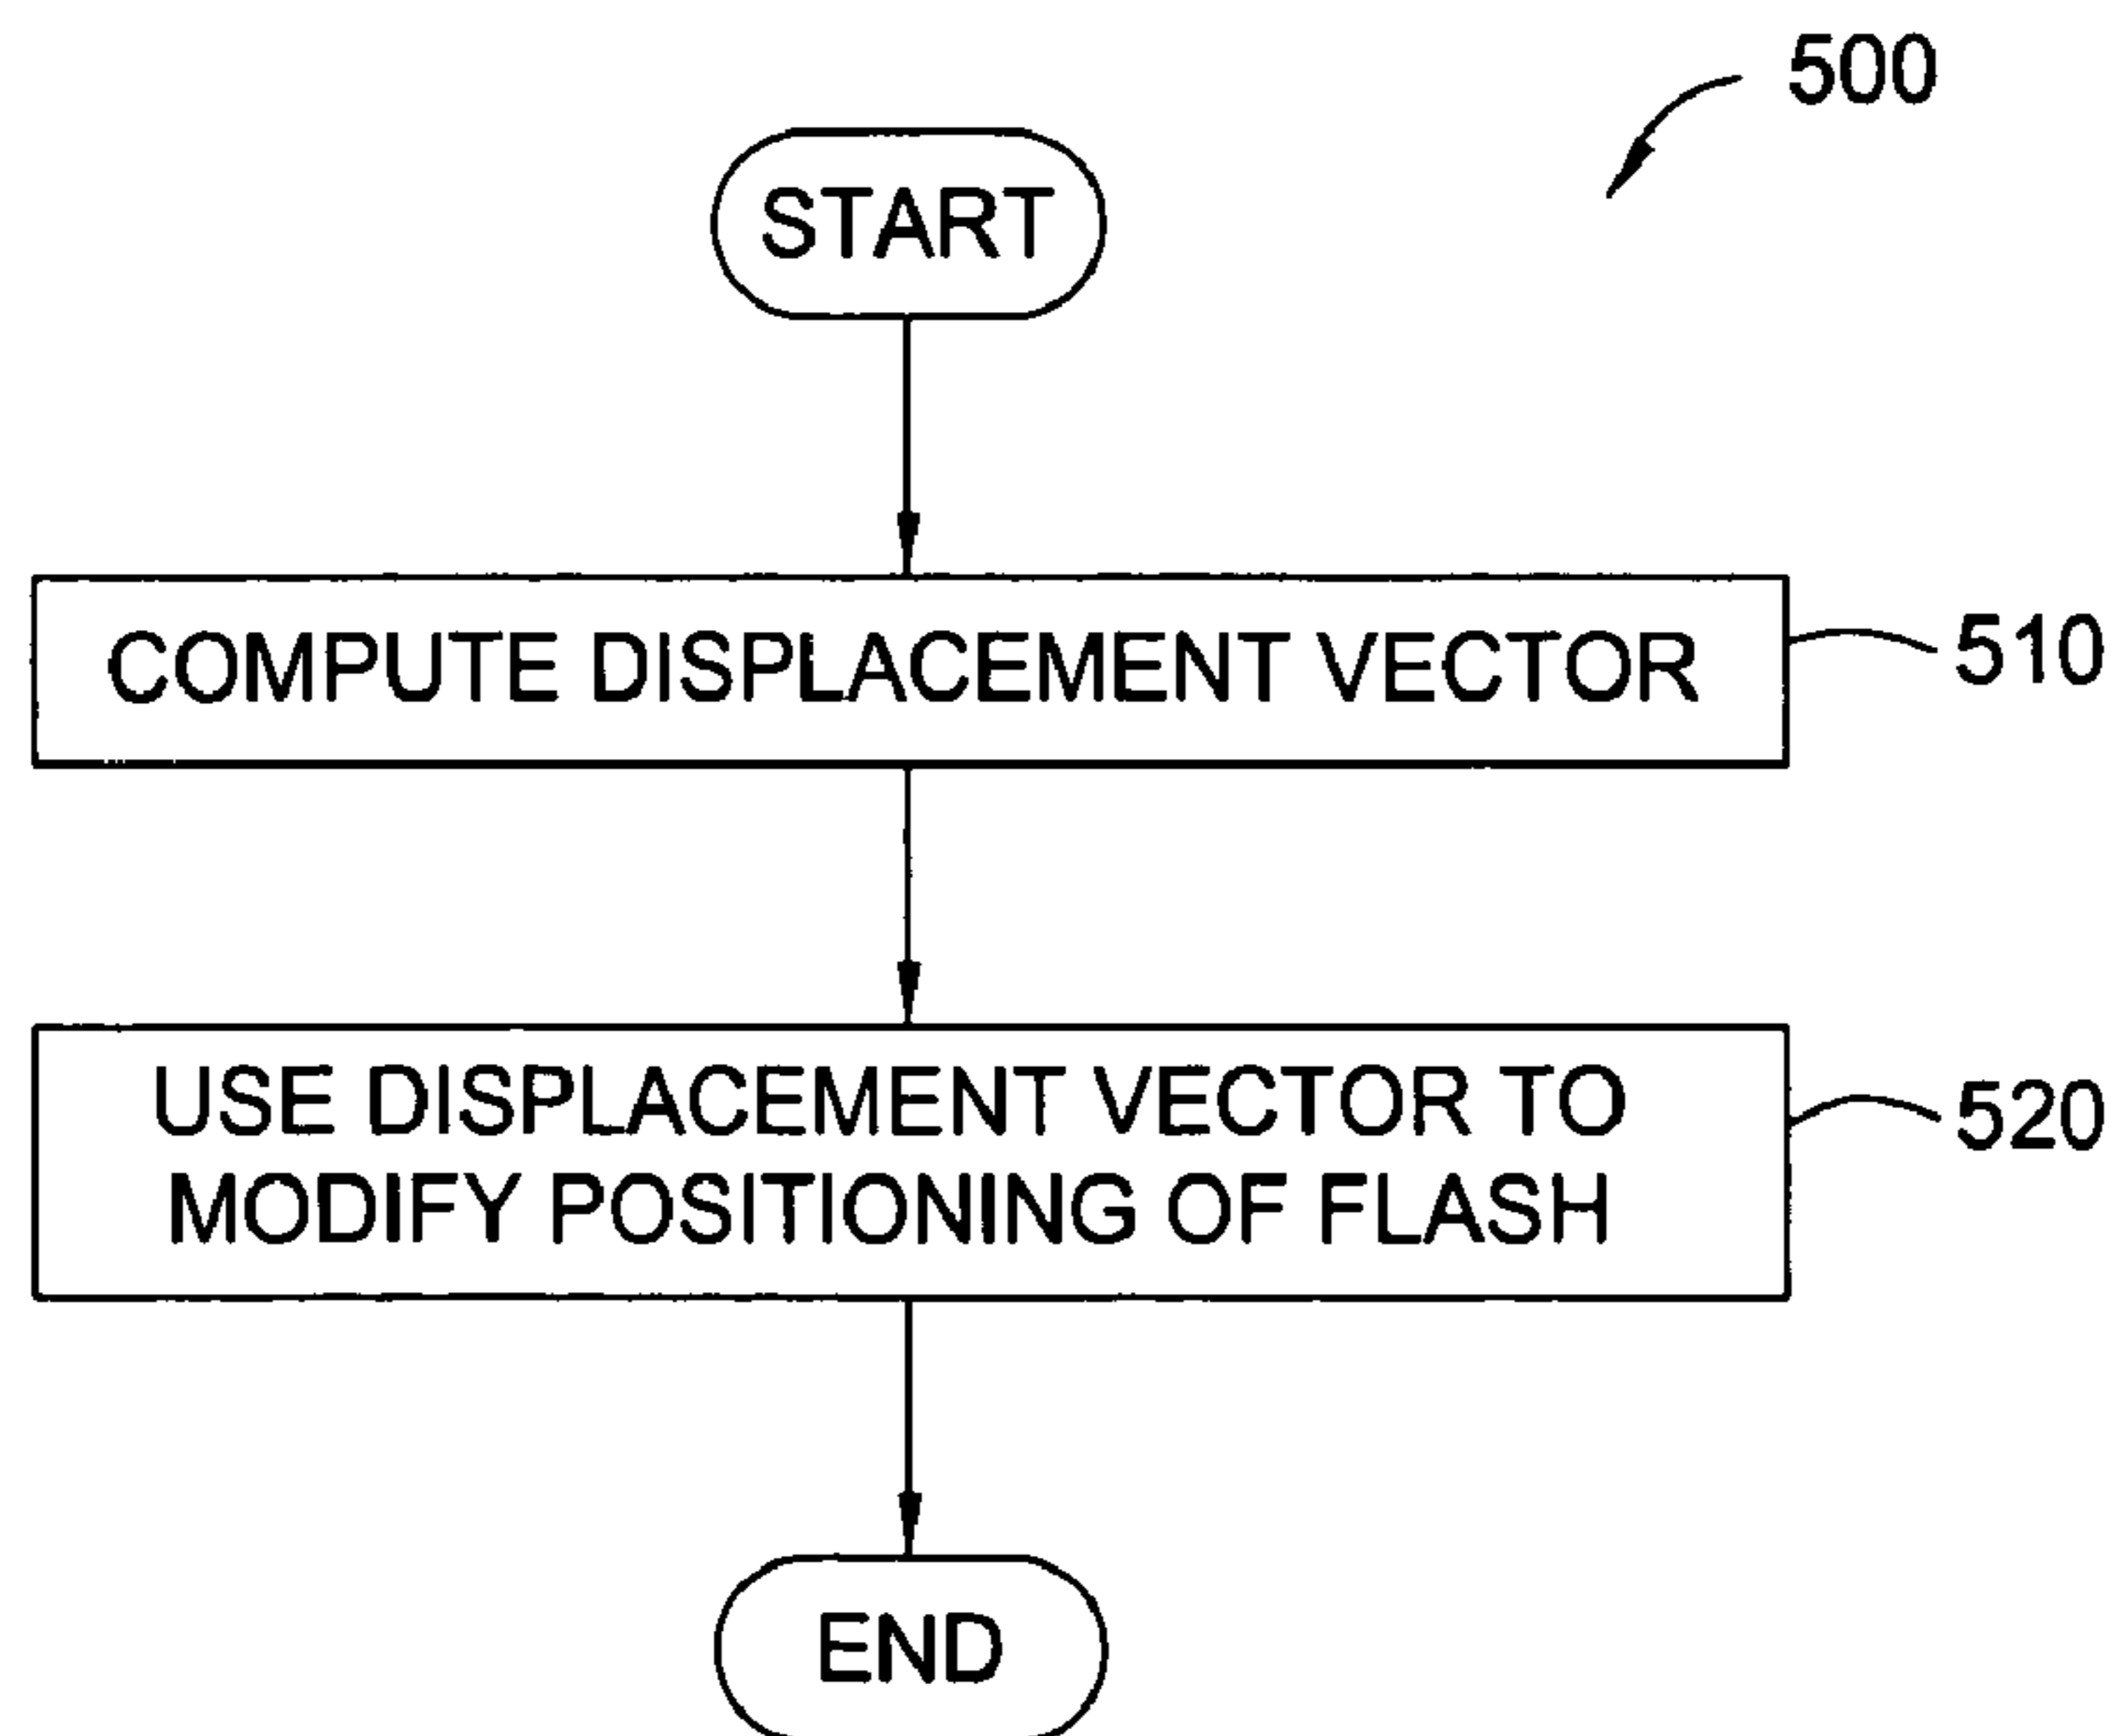 500
START
COMPUTE DISPLACEMENT VECTOR
510
USE DISPLACEMENT VECTOR TO
MODIFY POSITIONING OF FLASH
520
END